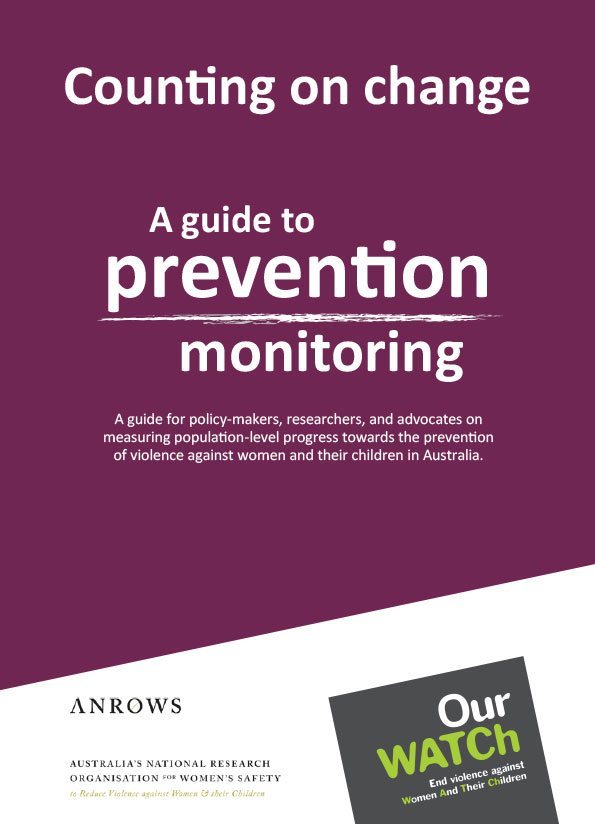 Counting on change
A guide to
prevention
monitoring
A guide for policy-makers, researchers, and advocates on
measuring population-level progress towards the prevention
of violence against women and their children in Australia.
ANROWS
AUSTRALIA'S NATIONAL RESEARCH
ORGANISATION FOR WOMEN'S SAFETY
to Reduce Violence against Women & their Children
Our
WATCh
End violence against
Women And Their Children